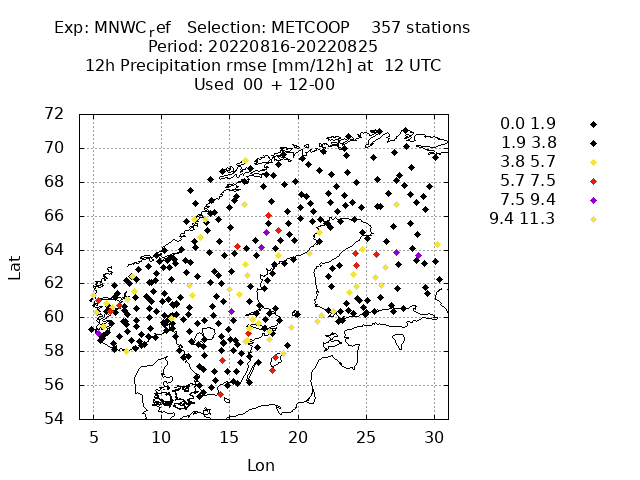 Exp: MNWC_ref Selection: METCOOP 357 stations
Period: 20220816-20220825
12h Precipitation rmse [mm/12h] at 12 UTC
Used 00 + 12-00
72
70
68
66
64
62
60
58
56
54
Lat
5 10 15 20 25 30
Lon
0.0 1.9
1.9 3.8
3.8 5.7
5.7 7.5
7.5 9.4
9.4 11.3